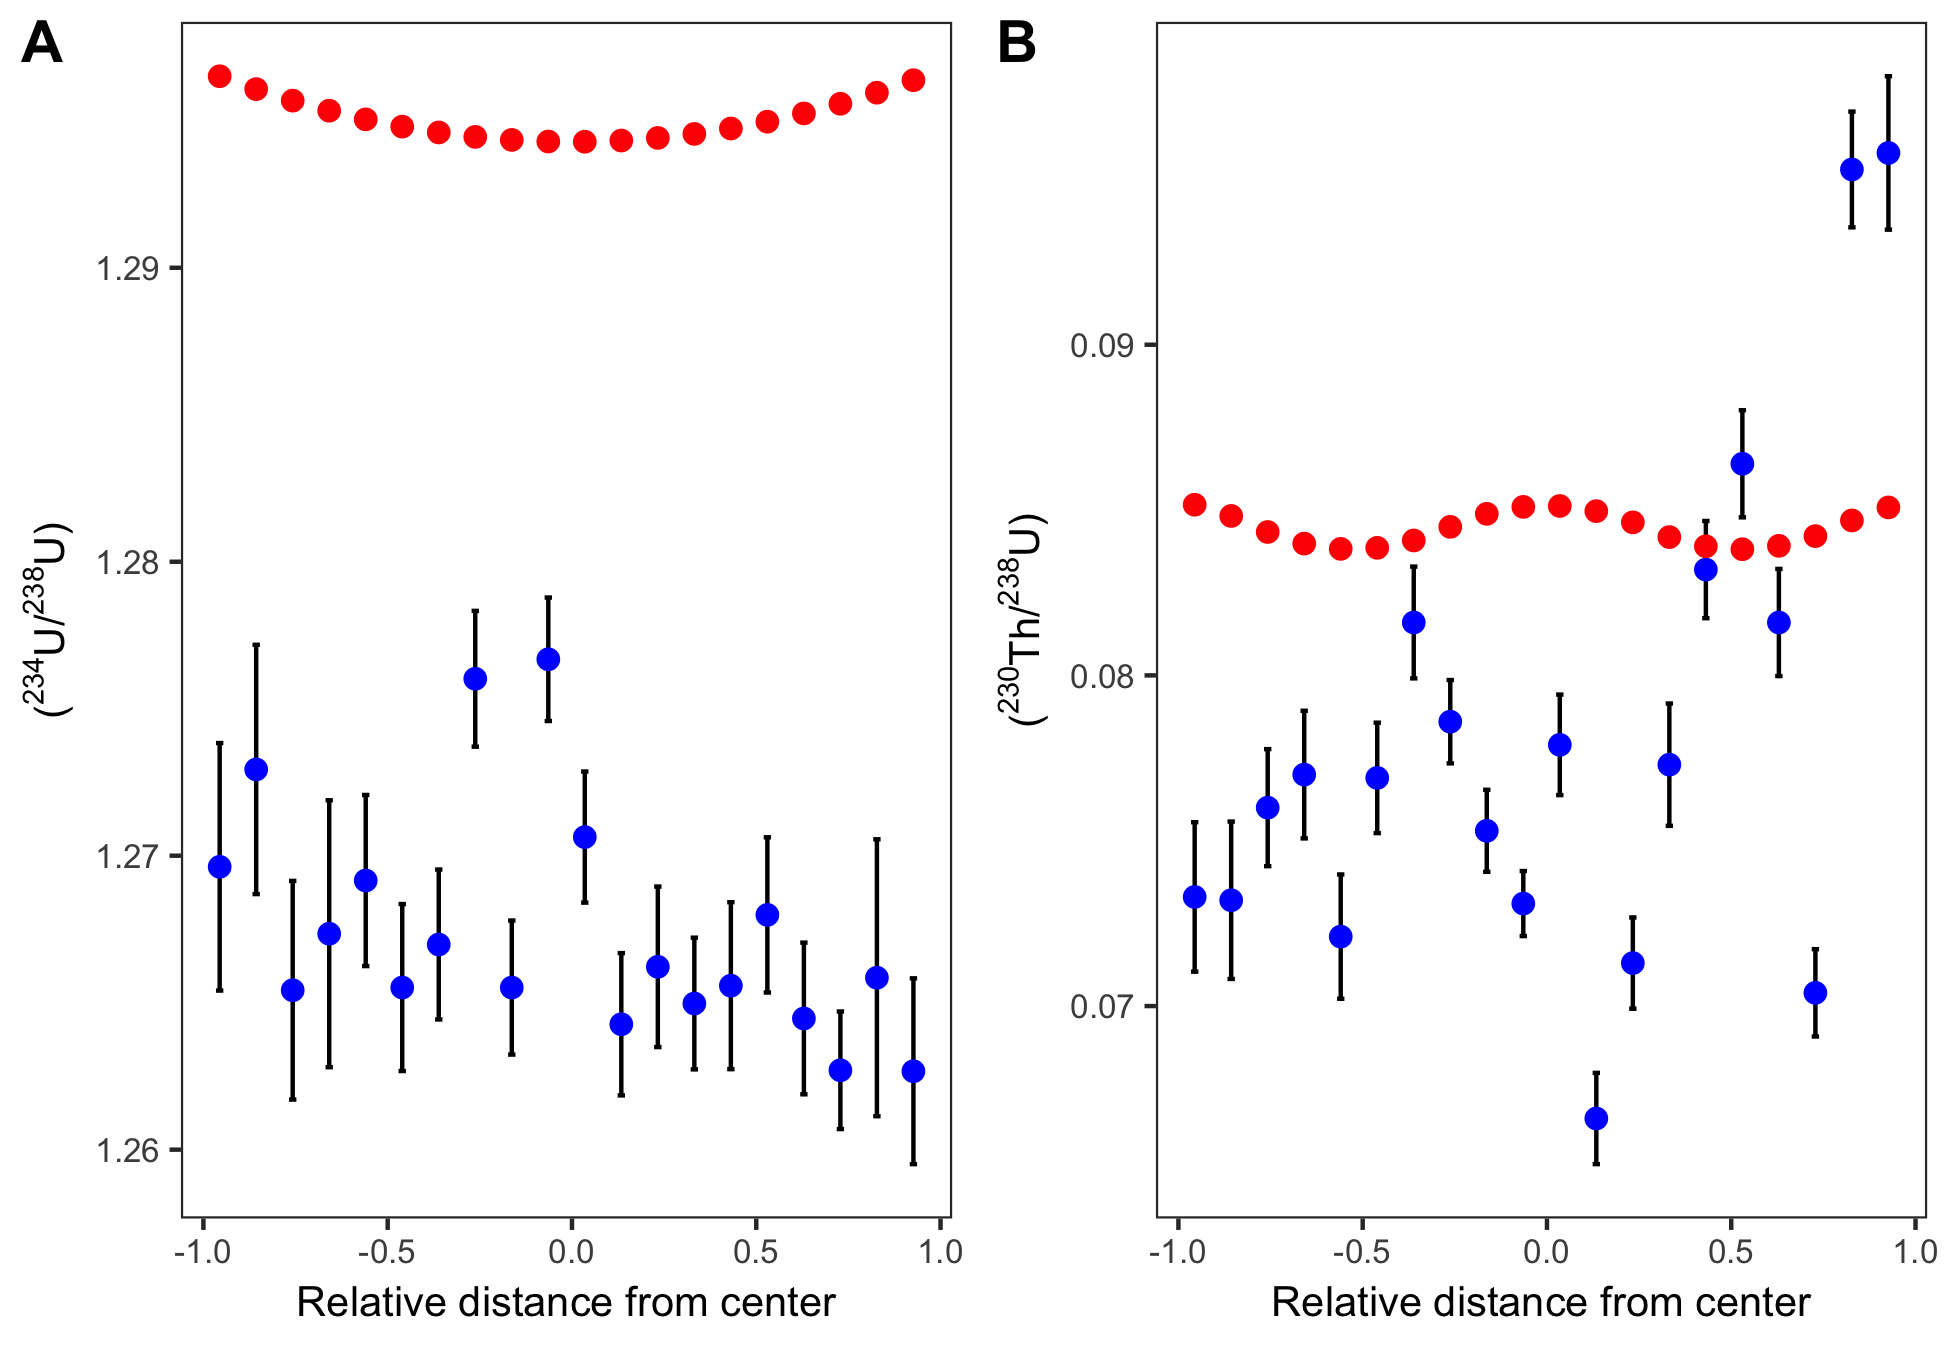 A
(²³⁴U/²³⁸U)
1.29
1.28
1.27
1.26
-1.0 -0.5 0.0 0.5 1.0
Relative distance from center
B
(²³⁰Th/²³⁸U)
0.09
0.08
0.07
-1.0 -0.5 0.0 0.5 1.0
Relative distance from center